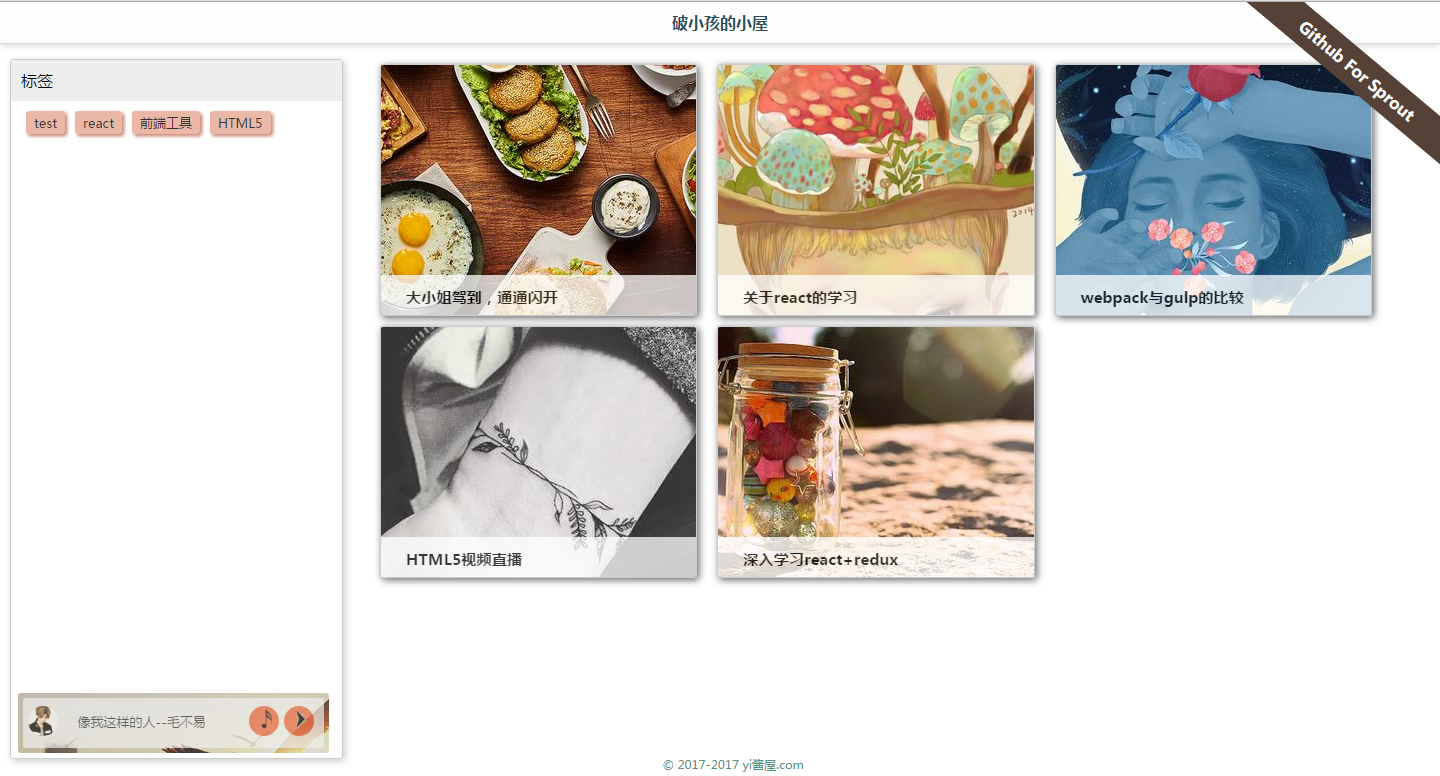 破小孩的小屋
Github For Sprout
标签
test
react
前端工具
HTML5
大小姐驾到，通通闪开
2014
关于react的学习
webpack与gulp的比较
HTML5视频直播
深入学习react+redux
像我这样的人--毛不易
© 2017-2017 yi酱屋.com